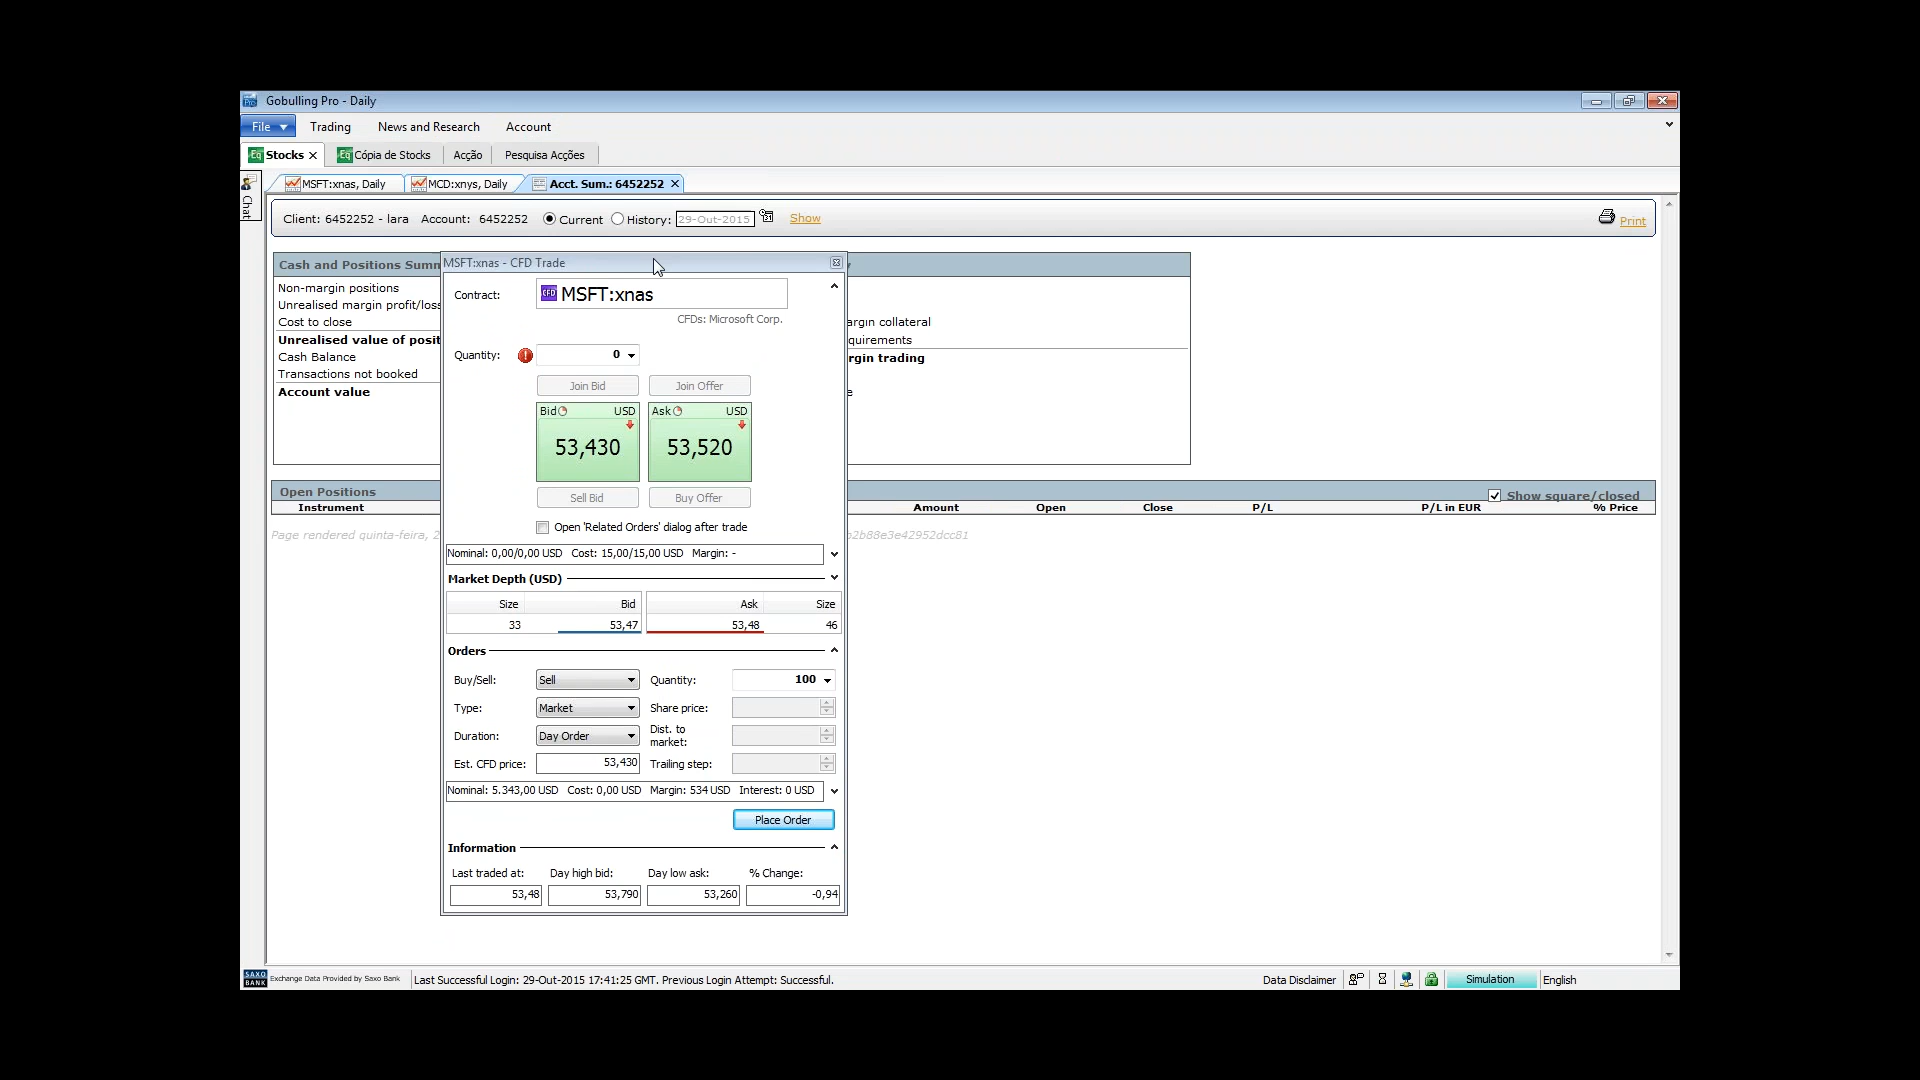 Gobulling Pro - Daily
File Trading News and Research Account
Stocks Cópia de Stocks Acção Pesquisa Acções
Chat
MSFT:xnas, Daily MCD:xnys, Daily Acct. Sum.: 6452252
Client: 6452252 - lara Account: 6452252 Current History: 29-Out-2015 Show Print
Cash and Positions Summ
Non-margin positions
Unrealised margin profit/loss
Cost to close
Unrealised value of posit
Cash Balance
Transactions not booked
Account value
argin collateral
quirements
rgin trading
e
MSFT:xnas - CFD Trade
Contract: CFD MSFT:xnas
CFDs: Microsoft Corp.
Quantity: 0
Join Bid Join Offer
Bid USD Ask USD
53,430 53,520
Sell Bid Buy Offer
Open 'Related Orders' dialog after trade
Nominal: 0,00/0,00 USD Cost: 15,00/15,00 USD Margin: -
Market Depth (USD)
Size Bid Ask Size
33 53,47 53,48 46
Orders
Buy/Sell: Sell Quantity: 100
Type: Market Share price:
Duration: Day Order Dist. to market:
Est. CFD price: 53,430 Trailing step:
Nominal: 5.343,00 USD Cost: 0,00 USD Margin: 534 USD Interest: 0 USD
Place Order
Information
Last traded at: Day high bid: Day low ask: % Change:
53,48 53,790 53,260 -0,94
Open Positions Show square/closed
Instrument Amount Open Close P/L P/L in EUR % Price
Page rendered quinta-feira, 2 b2b88e3e42952dcc81
SAXO BANK Exchange Data Provided by Saxo Bank Last Successful Login: 29-Out-2015 17:41:25 GMT. Previous Login Attempt: Successful. Data Disclaimer Simulation English